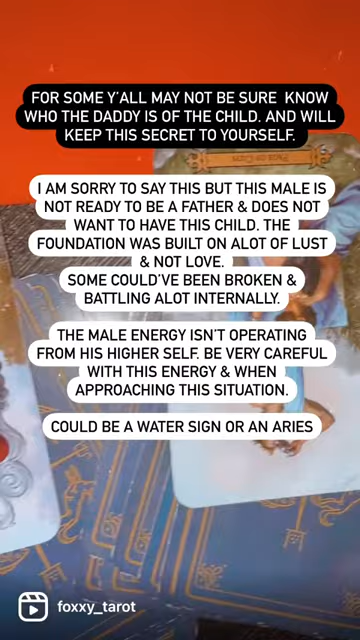 FOR SOME Y'ALL MAY NOT BE SURE KNOW
WHO THE DADDY IS OF THE CHILD. AND WILL
KEEP THIS SECRET TO YOURSELF.
I AM SORRY TO SAY THIS BUT THIS MALE IS
NOT READY TO BE A FATHER & DOES NOT
WANT TO HAVE THIS CHILD. THE
FOUNDATION WAS BUILT ON ALOT OF LUST
& NOT LOVE.
SOME COULD'VE BEEN BROKEN &
BATTLING ALOT INTERNALLY.
THE MALE ENERGY ISN'T OPERATING
FROM HIS HIGHER SELF. BE VERY CAREFUL
WITH THIS ENERGY & WHEN
APPROACHING THIS SITUATION.
COULD BE A WATER SIGN OR AN ARIES
foxxy_tarot